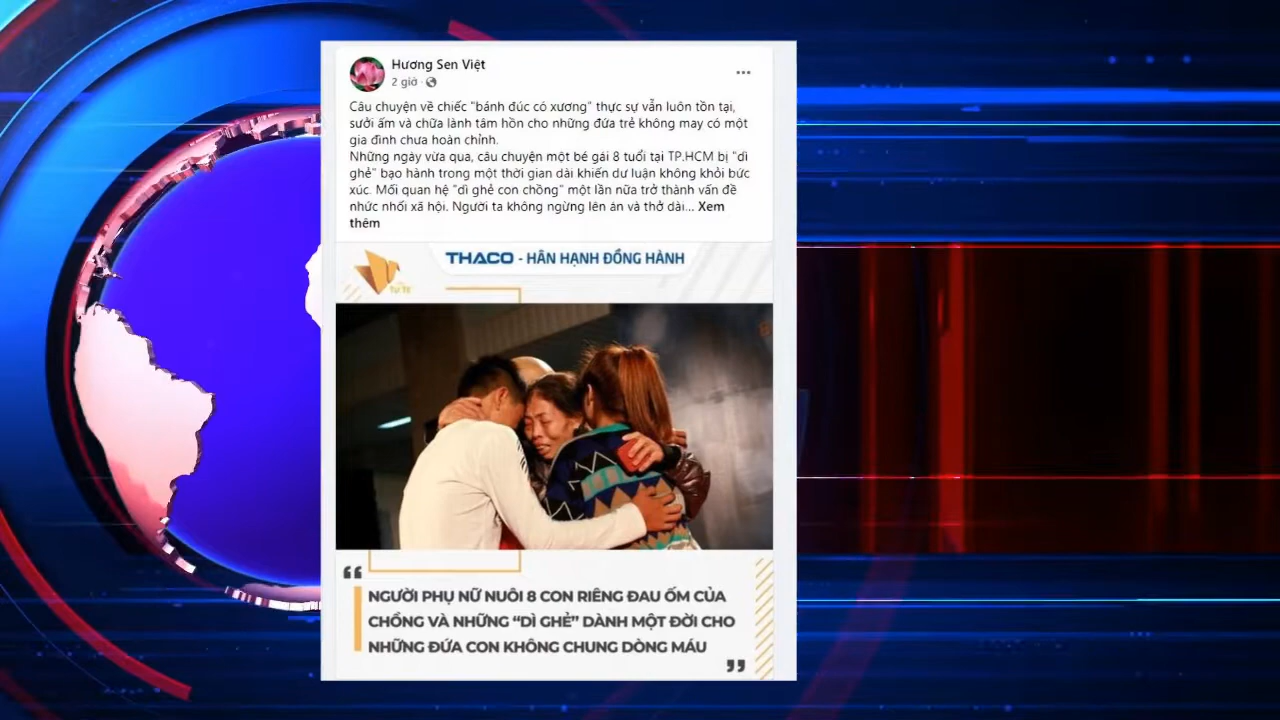 Hương Sen Việt
2 giờ ·
Câu chuyện về chiếc "bánh đúc có xương" thực sự vẫn luôn tồn tại,
sưởi ấm và chữa lành tâm hồn cho những đứa trẻ không may có một
gia đình chưa hoàn chỉnh.
Những ngày vừa qua, câu chuyện một bé gái 8 tuổi tại TP.HCM bị "dì
ghẻ" bạo hành trong một thời gian dài khiến dư luận không khỏi bức
xúc. Mối quan hệ "dì ghẻ con chồng" một lần nữa trở thành vấn đề
nhức nhối xã hội. Người ta không ngừng lên án và thở dài... Xem
thêm
THACO - HÂN HẠNH ĐỒNG HÀNH
TỬ TẾ
“
NGƯỜI PHỤ NỮ NUÔI 8 CON RIÊNG ĐAU ỐM CỦA
CHỒNG VÀ NHỮNG “DÌ GHẺ” DÀNH MỘT ĐỜI CHO
NHỮNG ĐỨA CON KHÔNG CHUNG DÒNG MÁU
”